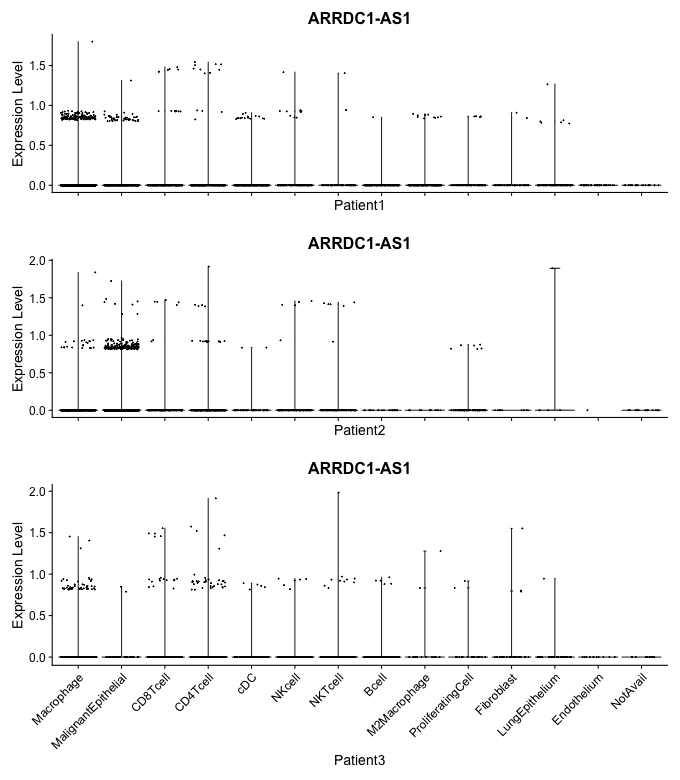 ARRDC1-AS1
Expression Level
1.5
1.0
0.5
0.0
Patient1
ARRDC1-AS1
Expression Level
2.0
1.5
1.0
0.5
0.0
Patient2
ARRDC1-AS1
Expression Level
2.0
1.5
1.0
0.5
0.0
Macrophage
MalignantEpithelial
CD8Tcell
CD4Tcell
cDC
NKcell
NKTcell
Bcell
M2Macrophage
ProliferatingCell
Fibroblast
LungEpithelium
Endothelium
NotAvail
Patient3